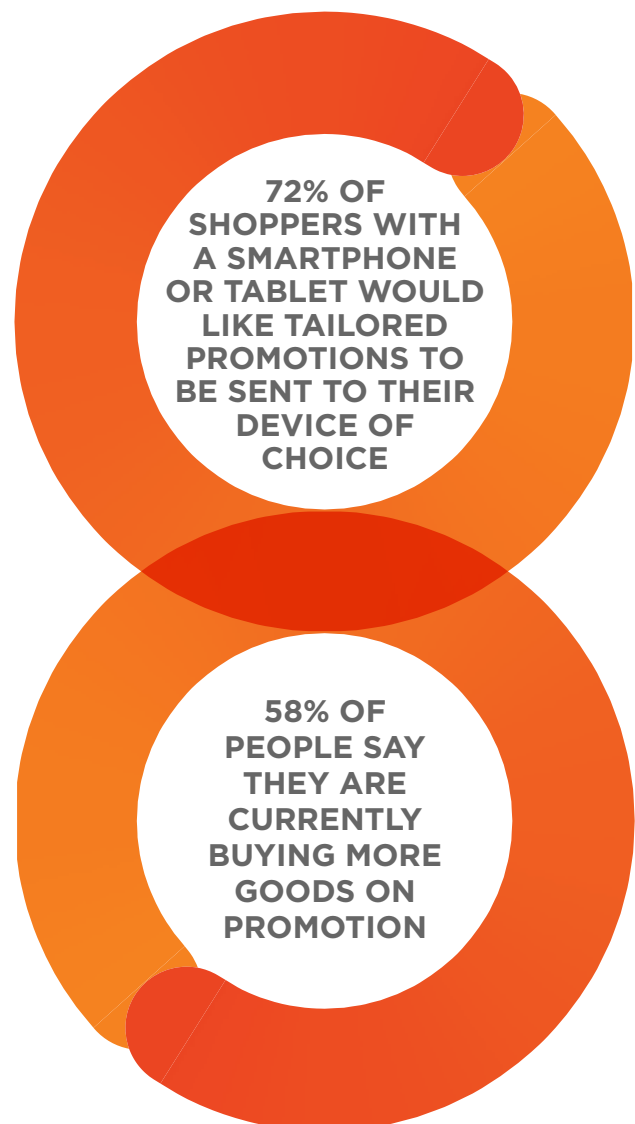 72% OF
SHOPPERS WITH
A SMARTPHONE
OR TABLET WOULD
LIKE TAILORED
PROMOTIONS TO
BE SENT TO THEIR
DEVICE OF
CHOICE
58% OF
PEOPLE SAY
THEY ARE
CURRENTLY
BUYING MORE
GOODS ON
PROMOTION